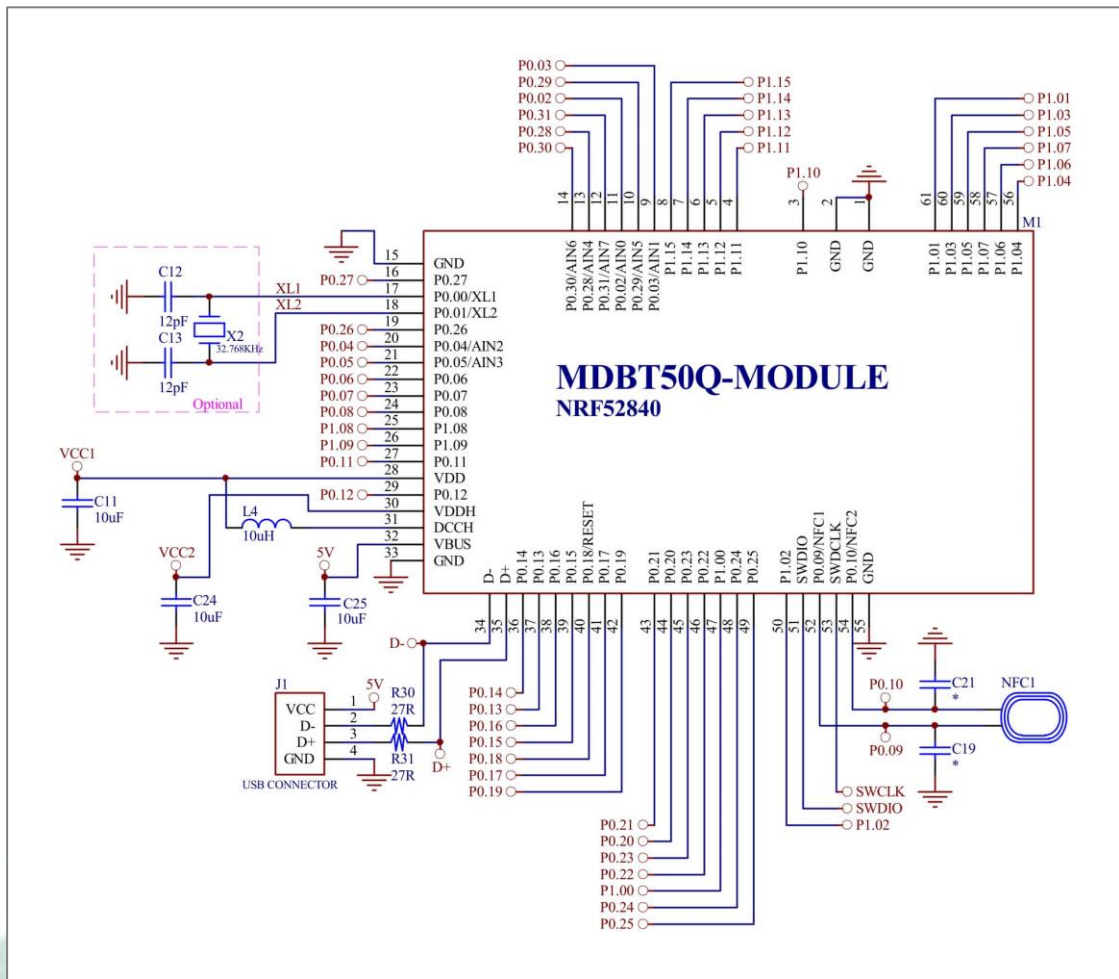 P0.03
P0.29
P0.02
P0.31
P0.28
P0.30
P1.15
P1.14
P1.13
P1.12
P1.11
P1.10
P1.01
P1.03
P1.05
P1.07
P1.06
P1.04
14
13
12
11
10
9
8
7
6
5
4
3
2
1
61
60
59
58
57
56
M1
P0.30/AIN6
P0.28/AIN4
P0.31/AIN7
P0.02/AIN0
P0.29/AIN5
P0.03/AIN1
P1.15
P1.14
P1.13
P1.12
P1.11
P1.10
GND
GND
P1.01
P1.03
P1.05
P1.07
P1.06
P1.04
15 GND
P0.27 16 P0.27
XL1 17 P0.00/XL1
XL2 18 P0.01/XL2
P0.26 19 P0.26
P0.04 20 P0.04/AIN2
P0.05 21 P0.05/AIN3
P0.06 22 P0.06
P0.07 23 P0.07
P0.08 24 P0.08
P1.08 25 P1.08
P1.09 26 P1.09
P0.11 27 P0.11
28 VDD
P0.12 29 P0.12
30 VDDH
31 DCCH
32 VBUS
33 GND
C12
12pF
C13
12pF
X2
32.768KHz
Optional
VCC1
C11
10uF
L4
10uH
VCC2
C24
10uF
5V
C25
10uF
MDBT50Q-MODULE
NRF52840
D-
D+
P0.14
P0.13
P0.16
P0.15
P0.18/RESET
P0.17
P0.19
P0.21
P0.20
P0.23
P0.22
P1.00
P0.24
P0.25
P1.02
SWDIO
P0.09/NFC1
SWDCLK
P0.10/NFC2
GND
34
35
36
37
38
39
40
41
42
43
44
45
46
47
48
49
50
51
52
53
54
55
D-
J1
VCC 1 5V
D- 2
D+ 3
GND 4
USB CONNECTOR
R30
27R
R31
27R
D+
P0.14
P0.13
P0.16
P0.15
P0.18
P0.17
P0.19
P0.21
P0.20
P0.23
P0.22
P1.00
P0.24
P0.25
P0.10
P0.09
C21
*
C19
*
NFC1
SWCLK
SWDIO
P1.02